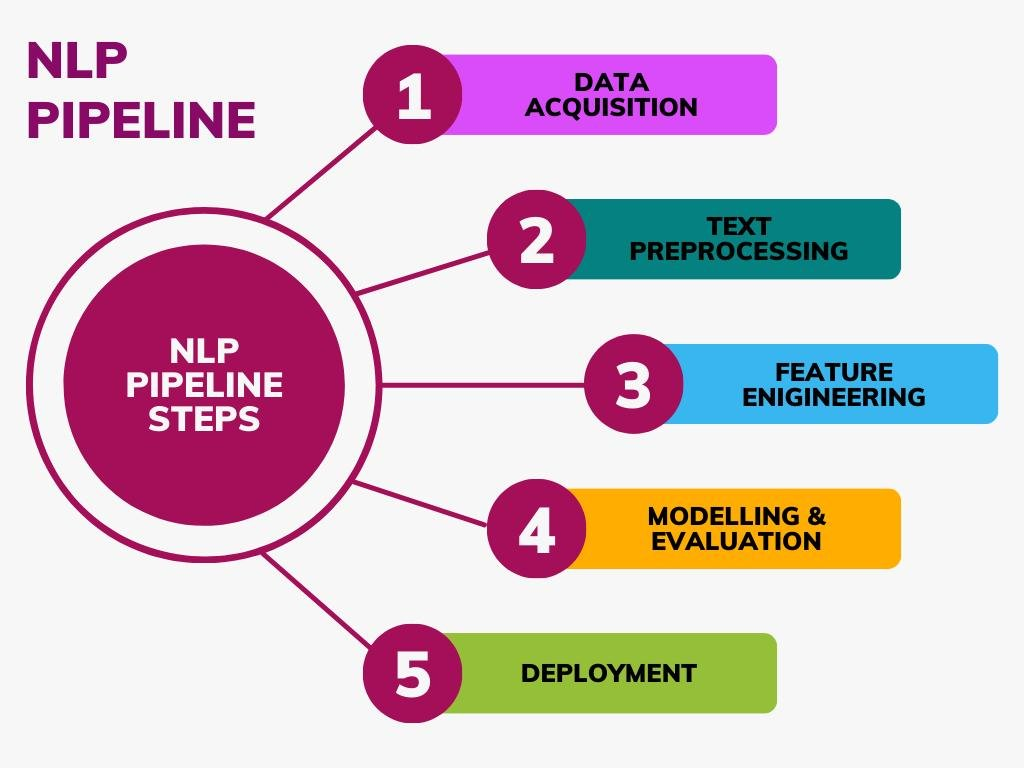 NLP
PIPELINE
NLP
PIPELINE
STEPS
1
DATA
ACQUISITION
2
TEXT
PREPROCESSING
3
FEATURE
ENIGINEERING
4
MODELLING &
EVALUATION
5
DEPLOYMENT